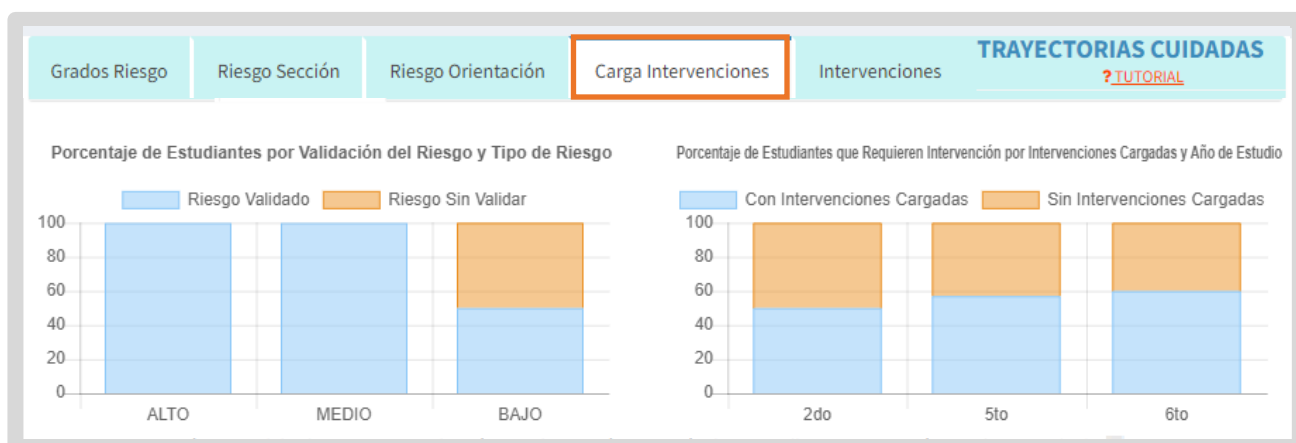 Grados Riesgo
Riesgo Sección
Riesgo Orientación
Carga Intervenciones
Intervenciones
TRAYECTORIAS CUIDADAS
? TUTORIAL
Porcentaje de Estudiantes por Validación del Riesgo y Tipo de Riesgo
Riesgo Validado
Riesgo Sin Validar
100
80
60
40
20
0
ALTO
MEDIO
BAJO
Porcentaje de Estudiantes que Requieren Intervención por Intervenciones Cargadas y Año de Estudio
Con Intervenciones Cargadas
Sin Intervenciones Cargadas
100
80
60
40
20
0
2do
5to
6to